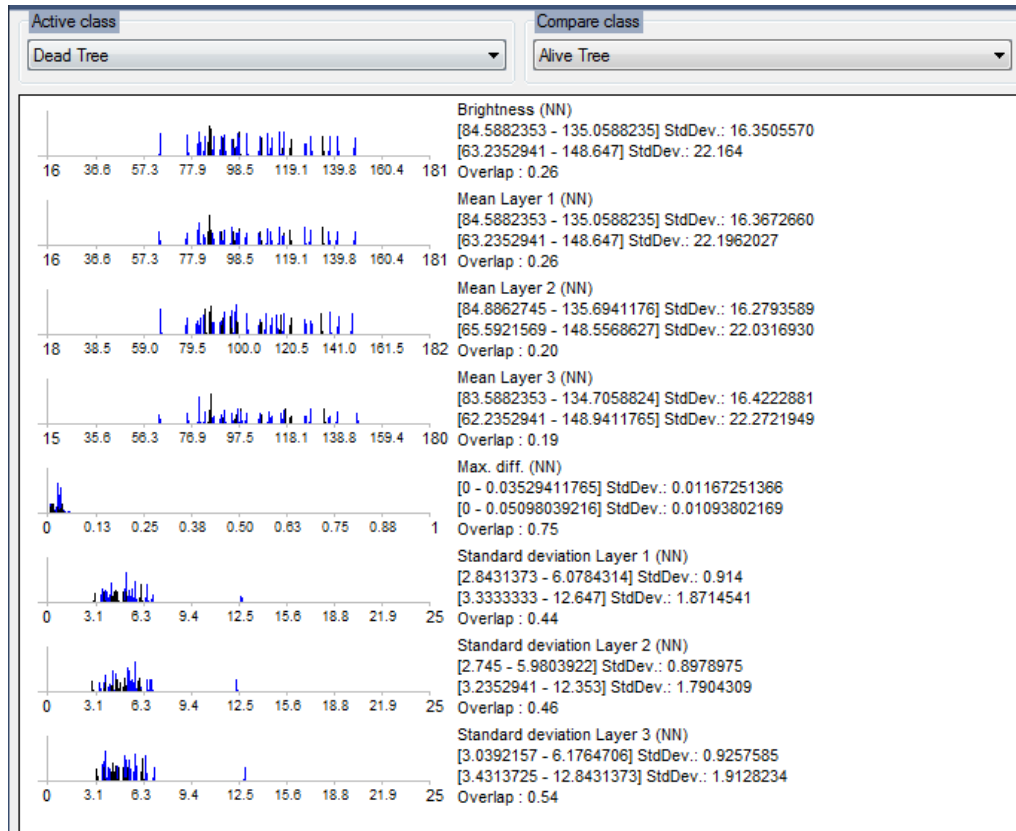 Active class
Compare class
Dead Tree
Alive Tree
Brightness (NN)
[84.5882353 - 135.0588235] StdDev.: 16.3505570
[63.2352941 - 148.647] StdDev.: 22.164
16 36.6 57.3 77.9 98.5 119.1 139.8 160.4 181
Overlap : 0.26
Mean Layer 1 (NN)
[84.5882353 - 135.0588235] StdDev.: 16.3672660
[63.2352941 - 148.647] StdDev.: 22.1962027
16 36.6 57.3 77.9 98.5 119.1 139.8 160.4 181
Overlap : 0.26
Mean Layer 2 (NN)
[84.8862745 - 135.6941176] StdDev.: 16.2793589
[65.5921569 - 148.5568627] StdDev.: 22.0316930
18 38.5 59.0 79.5 100.0 120.5 141.0 161.5 182
Overlap : 0.20
Mean Layer 3 (NN)
[83.5882353 - 134.7058824] StdDev.: 16.4222881
[62.2352941 - 148.9411765] StdDev.: 22.2721949
15 35.6 56.3 76.9 97.5 118.1 138.8 159.4 180
Overlap : 0.19
Max. diff. (NN)
[0 - 0.03529411765] StdDev.: 0.01167251366
[0 - 0.05098039216] StdDev.: 0.01093802169
0 0.13 0.25 0.38 0.50 0.63 0.75 0.88 1
Overlap : 0.75
Standard deviation Layer 1 (NN)
[2.8431373 - 6.0784314] StdDev.: 0.914
[3.3333333 - 12.647] StdDev.: 1.8714541
0 3.1 6.3 9.4 12.5 15.6 18.8 21.9 25
Overlap : 0.44
Standard deviation Layer 2 (NN)
[2.745 - 5.9803922] StdDev.: 0.8978975
[3.2352941 - 12.353] StdDev.: 1.7904309
0 3.1 6.3 9.4 12.5 15.6 18.8 21.9 25
Overlap : 0.46
Standard deviation Layer 3 (NN)
[3.0392157 - 6.1764706] StdDev.: 0.9257585
[3.4313725 - 12.8431373] StdDev.: 1.9128234
0 3.1 6.3 9.4 12.5 15.6 18.8 21.9 25
Overlap : 0.54